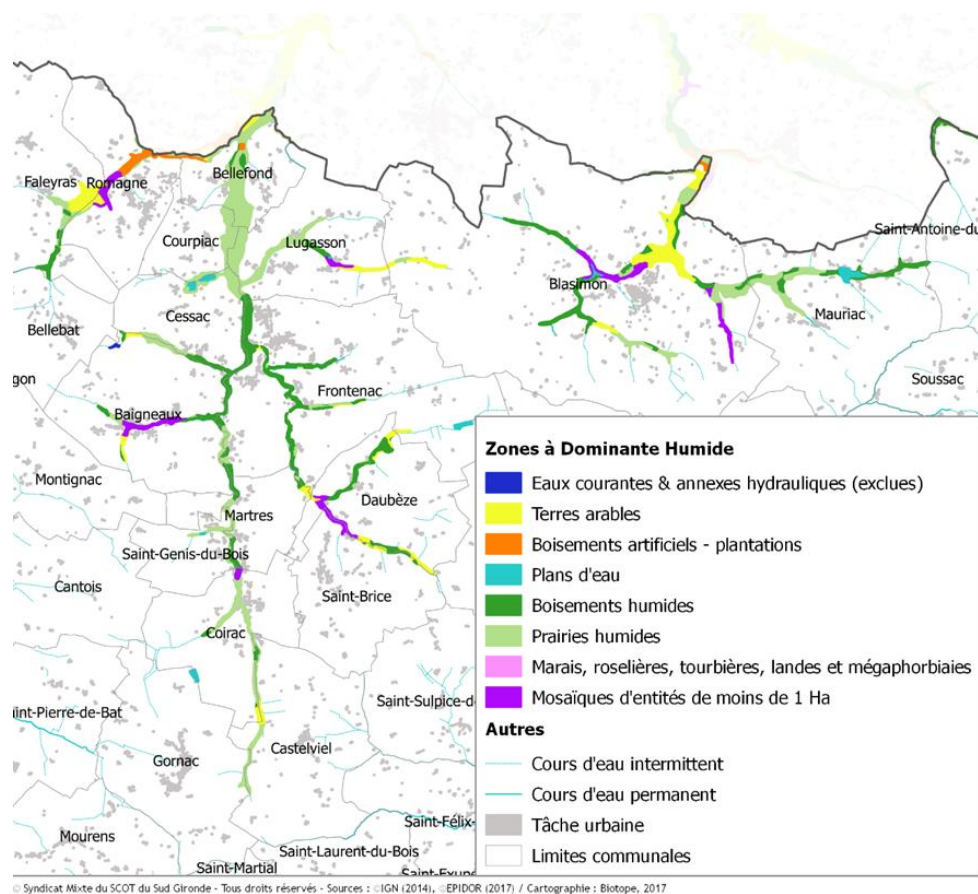 Bellefond
Faleyras
Romagne
Courpiac
Lugasson
Saint-Antoine-du
Blasimon
Cessac
Mauriac
Bellebat
Soussac
gon
Frontenac
Baigneaux
Montignac
Daubèze
Martres
Saint-Genis-du-Bois
Cantois
Saint-Brice
Coirac
Saint-Sulpice-d
int-Pierre-de-Bat
Castelviel
Gornac
Saint-Félix-
Mourens
Saint-Laurent-du-Bois
Saint-Martial
Saint-Exup
Zones à Dominante Humide
Eaux courantes & annexes hydrauliques (exclues)
Terres arables
Boisements artificiels - plantations
Plans d'eau
Boisements humides
Prairies humides
Marais, roselières, tourbières, landes et mégaphorbiaies
Mosaïques d'entités de moins de 1 Ha
Autres
Cours d'eau intermittent
Cours d'eau permanent
Tâche urbaine
Limites communales
© Syndicat Mixte du SCOT du Sud Gironde - Tous droits réservés - Sources : ©IGN (2014), ©EPIDOR (2017) / Cartographie : Biotope, 2017